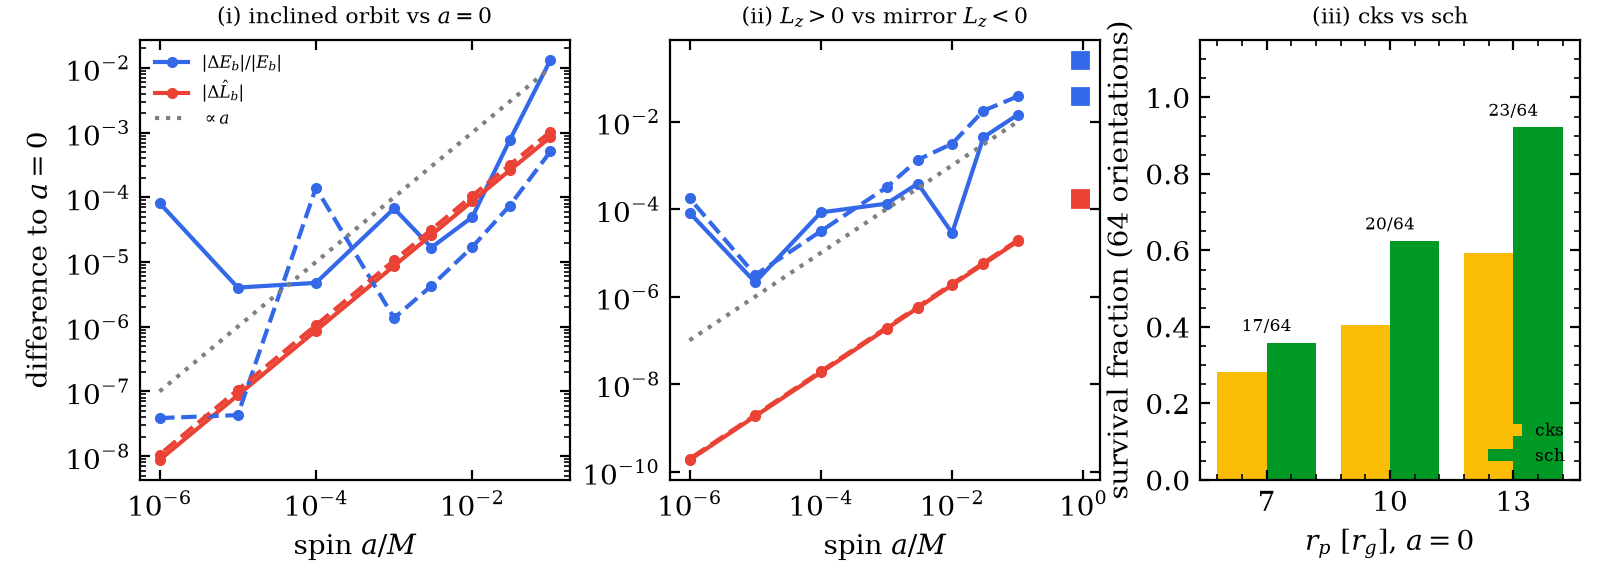 (i) inclined orbit vs a = 0
difference to a = 0
10⁻²
10⁻³
10⁻⁴
10⁻⁵
10⁻⁶
10⁻⁷
10⁻⁸
|ΔE_b|/|E_b|
|ΔL̂_b|
∝ a
10⁻⁶
10⁻⁴
10⁻²
spin a/M
(ii) L_z > 0 vs mirror L_z < 0
10⁻²
10⁻⁴
10⁻⁶
10⁻⁸
10⁻¹⁰
10⁻⁶
10⁻⁴
10⁻²
10⁰
spin a/M
(iii) cks vs sch
survival fraction (64 orientations)
1.0
0.8
0.6
0.4
0.2
0.0
17/64
20/64
23/64
cks
sch
7
10
13
r_p [r_g], a = 0